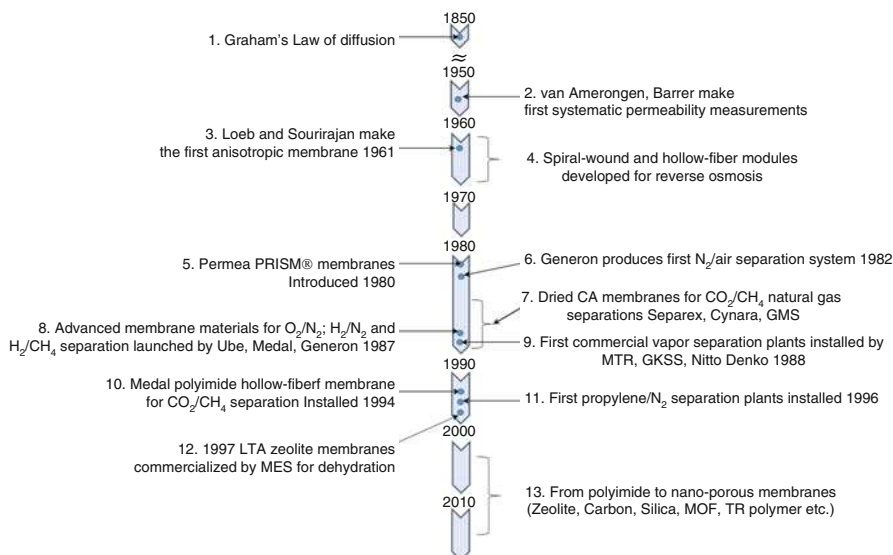 1850
1. Graham's Law of diffusion
≈
1950
2. van Amerongen, Barrer make
first systematic permeability measurements
1960
3. Loeb and Sourirajan make
the first anisotropic membrane 1961
4. Spiral-wound and hollow-fiber modules
developed for reverse osmosis
1970
1980
5. Permea PRISM® membranes
Introduced 1980
6. Generon produces first N₂/air separation system 1982
7. Dried CA membranes for CO₂/CH₄ natural gas
separations Separex, Cynara, GMS
8. Advanced membrane materials for O₂/N₂; H₂/N₂ and
H₂/CH₄ separation launched by Ube, Medal, Generon 1987
9. First commercial vapor separation plants installed by
MTR, GKSS, Nitto Denko 1988
1990
10. Medal polyimide hollow-fiberf membrane
for CO₂/CH₄ separation Installed 1994
11. First propylene/N₂ separation plants installed 1996
2000
12. 1997 LTA zeolite membranes
commercialized by MES for dehydration
2010
13. From polyimide to nano-porous membranes
(Zeolite, Carbon, Silica, MOF, TR polymer etc.)